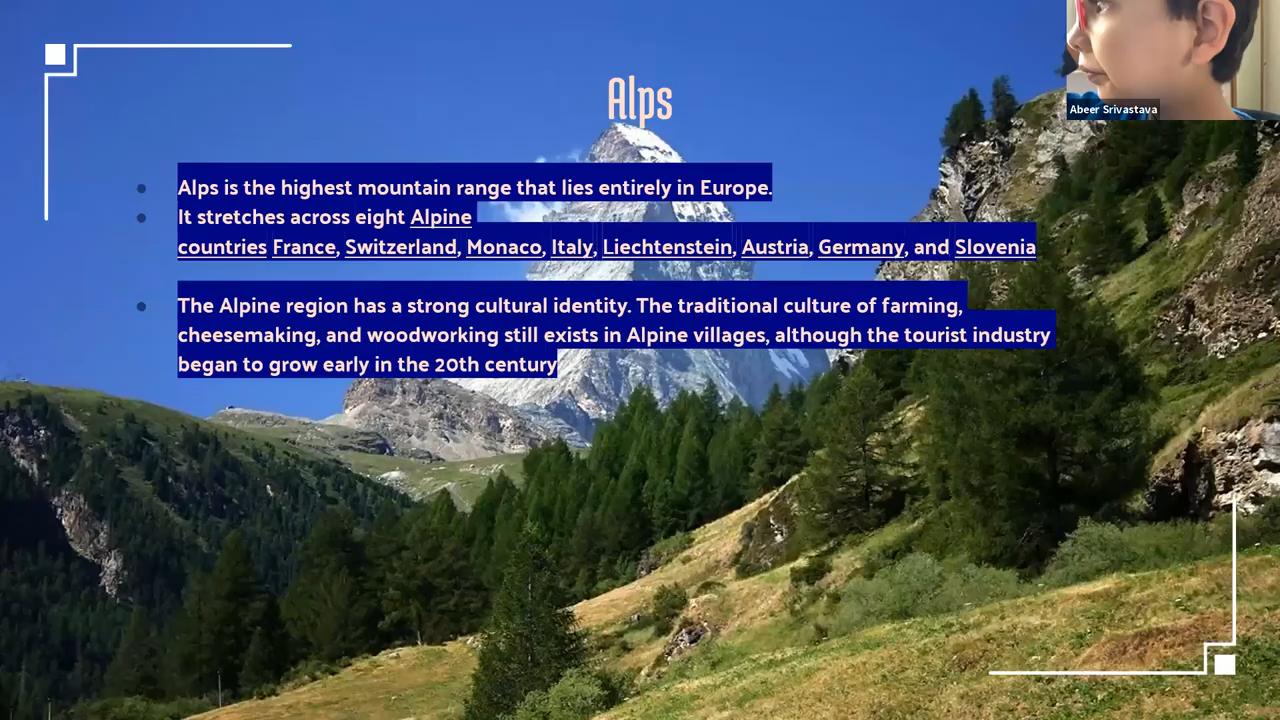 Alps
Abeer Srivastava
Alps is the highest mountain range that lies entirely in Europe.
It stretches across eight Alpine
countries France, Switzerland, Monaco, Italy, Liechtenstein, Austria, Germany, and Slovenia
The Alpine region has a strong cultural identity. The traditional culture of farming,
cheesemaking, and woodworking still exists in Alpine villages, although the tourist industry
began to grow early in the 20th century